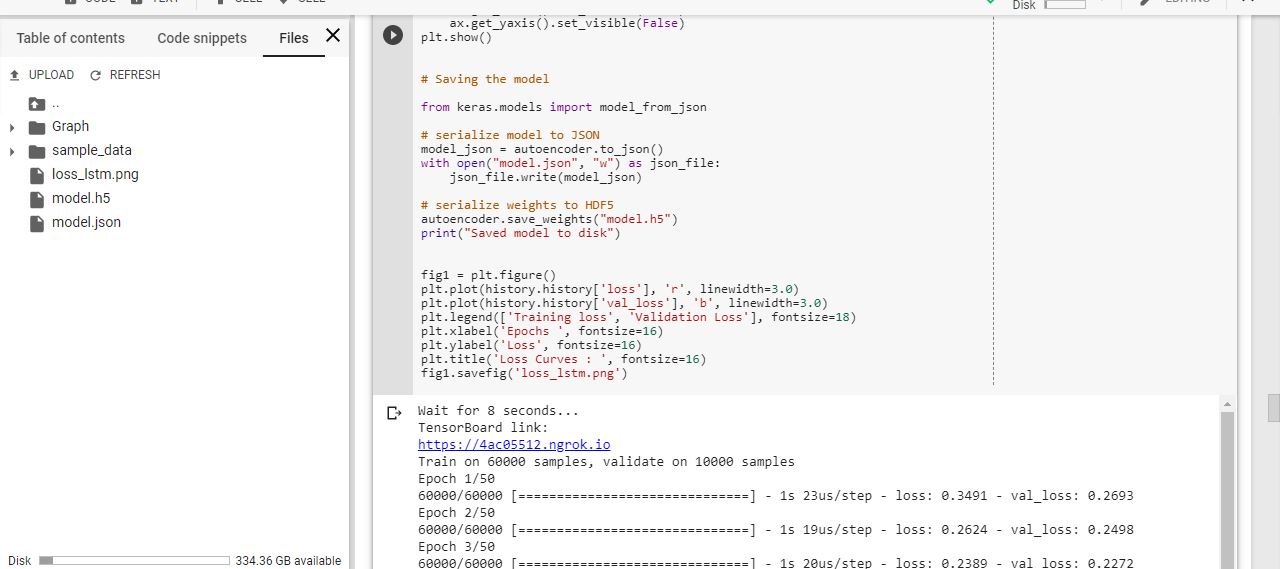 Disk
Table of contents
Code snippets
Files
UPLOAD
REFRESH
..
Graph
sample_data
loss_lstm.png
model.h5
model.json
Disk
334.36 GB available
ax.get_yaxis().set_visible(False)
plt.show()
# Saving the model
from keras.models import model_from_json
# serialize model to JSON
model_json = autoencoder.to_json()
with open("model.json", "w") as json_file:
json_file.write(model_json)
# serialize weights to HDF5
autoencoder.save_weights("model.h5")
print("Saved model to disk")
fig1 = plt.figure()
plt.plot(history.history['loss'], 'r', linewidth=3.0)
plt.plot(history.history['val_loss'], 'b', linewidth=3.0)
plt.legend(['Training loss', 'Validation Loss'], fontsize=18)
plt.xlabel('Epochs ', fontsize=16)
plt.ylabel('Loss', fontsize=16)
plt.title('Loss Curves : ', fontsize=16)
fig1.savefig('loss_lstm.png')
Wait for 8 seconds...
TensorBoard link:
https://4ac05512.ngrok.io
Train on 60000 samples, validate on 10000 samples
Epoch 1/50
60000/60000 [==============================] - 1s 23us/step - loss: 0.3491 - val_loss: 0.2693
Epoch 2/50
60000/60000 [==============================] - 1s 19us/step - loss: 0.2624 - val_loss: 0.2498
Epoch 3/50
60000/60000 [==============================] - 1s 20us/step - loss: 0.2389 - val_loss: 0.2272